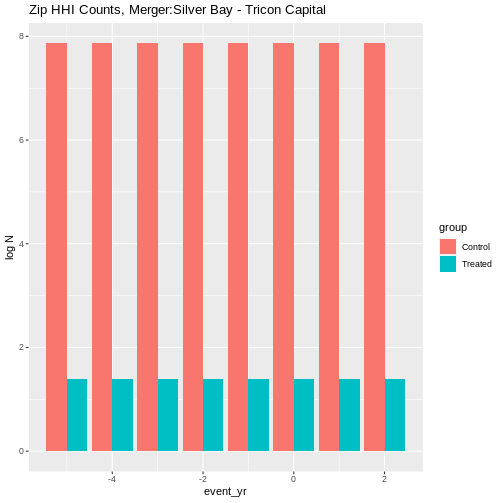 Zip HHI Counts, Merger:Silver Bay - Tricon Capital
8
6
4
2
0
log N
-4
-2
0
2
event_yr
group
Control
Treated